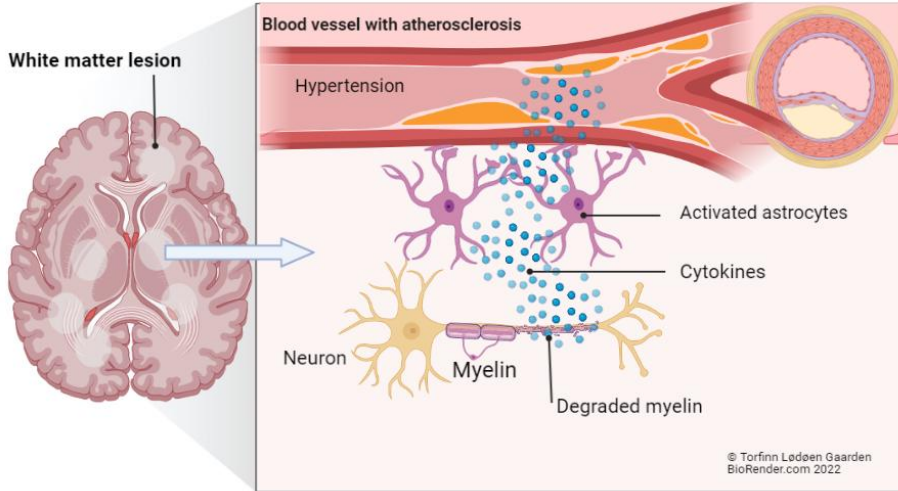 Blood vessel with atherosclerosis
White matter lesion
Hypertension
Activated astrocytes
Cytokines
Neuron
Myelin
Degraded myelin
© Torfinn Lødøen Gaarden
BioRender.com 2022